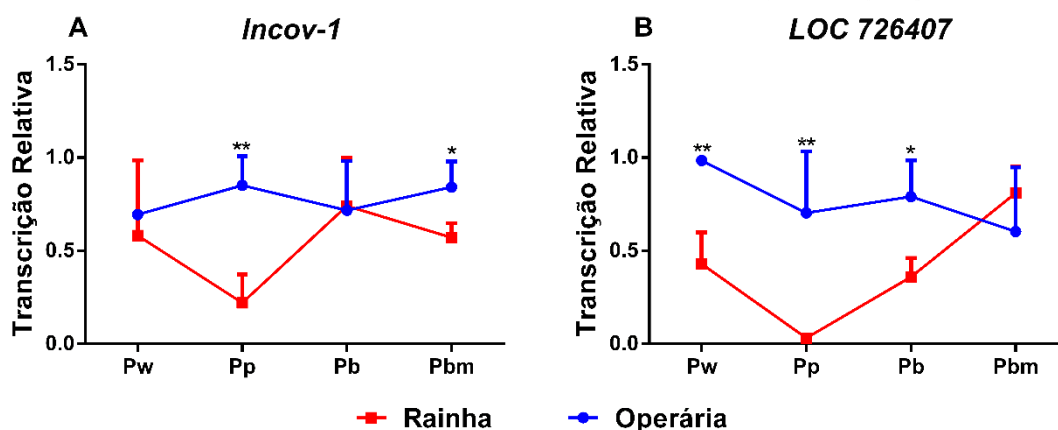 A lncov-1
Transcrição Relativa
1.5
1.0
0.5
0.0
** *
Pw Pp Pb Pbm
B LOC 726407
Transcrição Relativa
1.5
1.0
0.5
0.0
** ** *
Pw Pp Pb Pbm
Rainha Operária